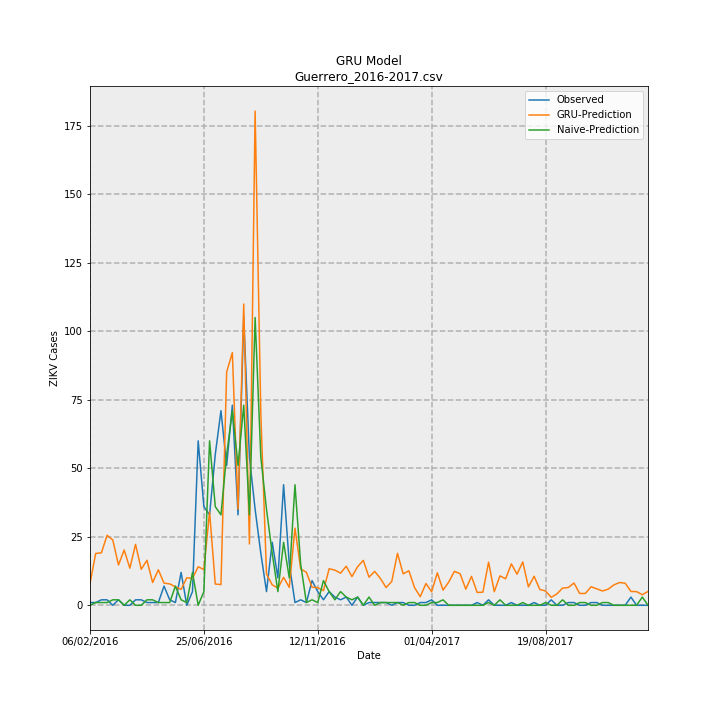 GRU Model
Guerrero_2016-2017.csv
Observed
GRU-Prediction
Naive-Prediction
ZIKV Cases
175
150
125
100
75
50
25
0
06/02/2016 25/06/2016 12/11/2016 01/04/2017 19/08/2017
Date